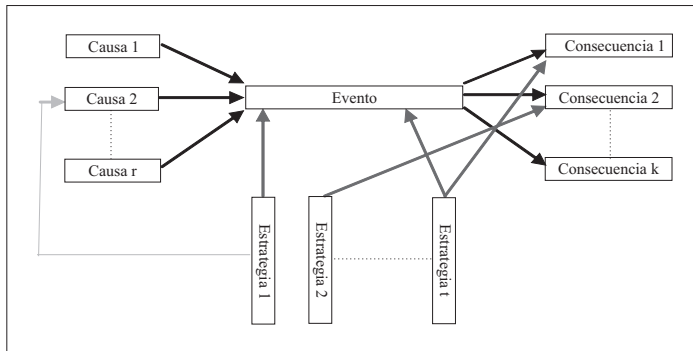 Causa 1
Consecuencia 1
Causa 2
Evento
Consecuencia 2
Causa r
Consecuencia k
Estrategia 1
Estrategia 2
Estrategia t